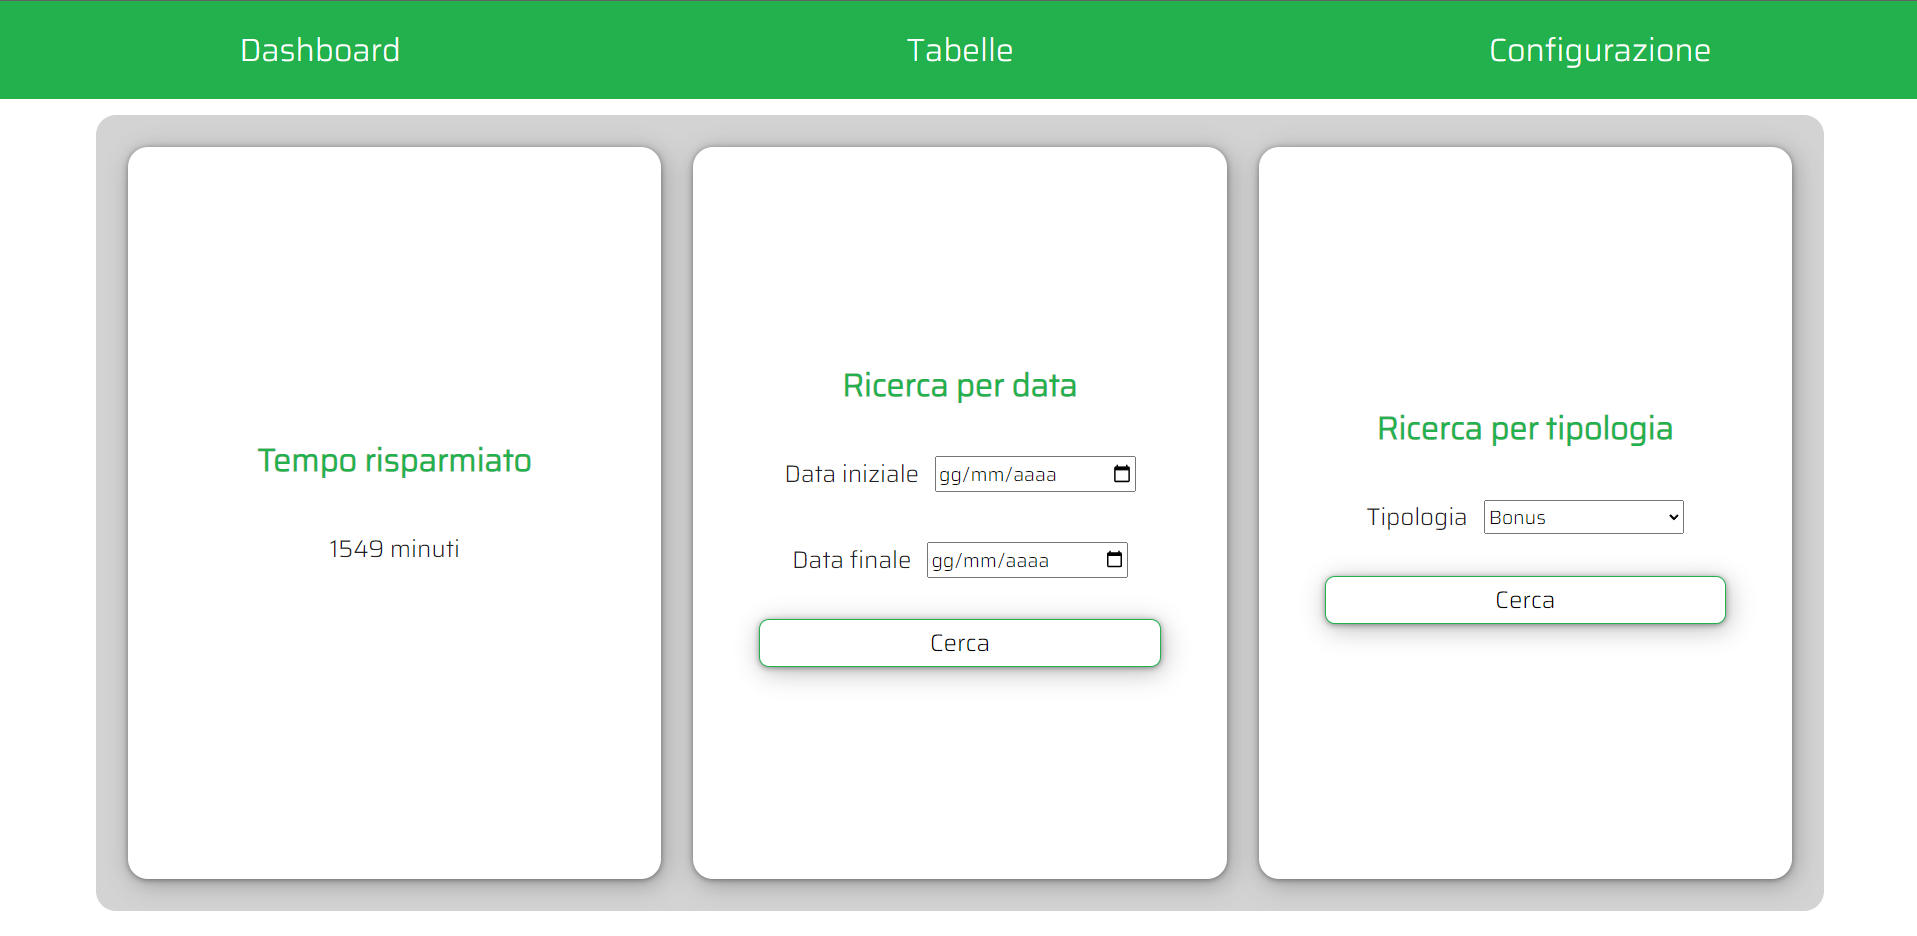 Dashboard
Tabelle
Configurazione
Tempo risparmiato
1549 minuti
Ricerca per data
Data iniziale gg/mm/aaaa
Data finale gg/mm/aaaa
Cerca
Ricerca per tipologia
Tipologia Bonus
Cerca